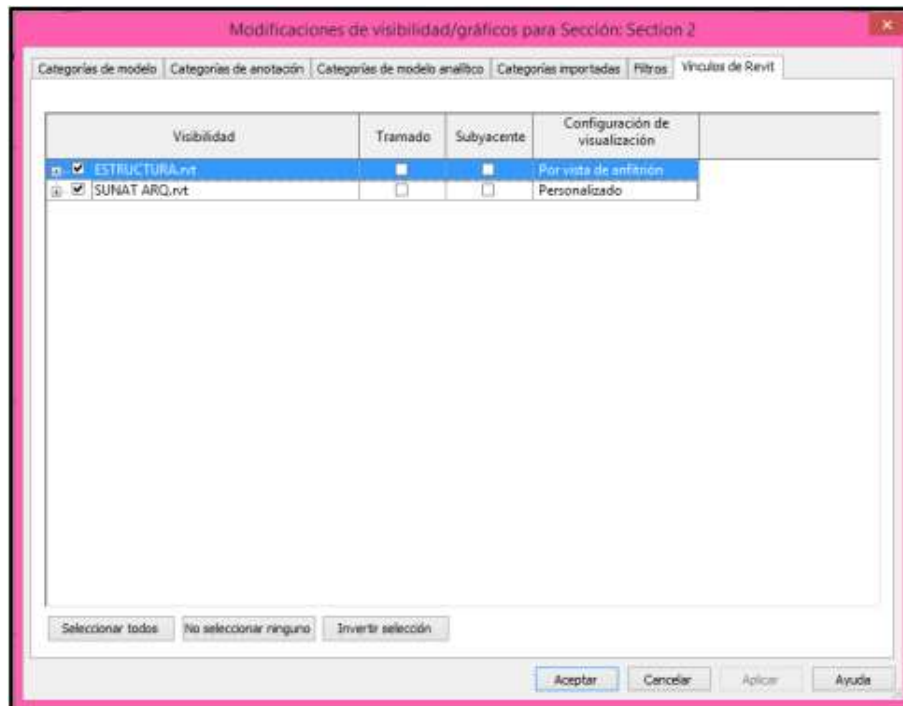 Modificaciones de visibilidad/gráficos para Sección: Section 2
Categorías de modelo Categorías de anotación Categorías de modelo analítico Categorías importadas Filtros Vínculos de Revit
Visibilidad Tramado Subyacente Configuración de visualización
ESTRUCTURA.rvt Por vista de anfitrión
SUNAT ARQ.rvt Personalizado
Seleccionar todos No seleccionar ninguno Invertir selección
Aceptar Cancelar Aplicar Ayuda